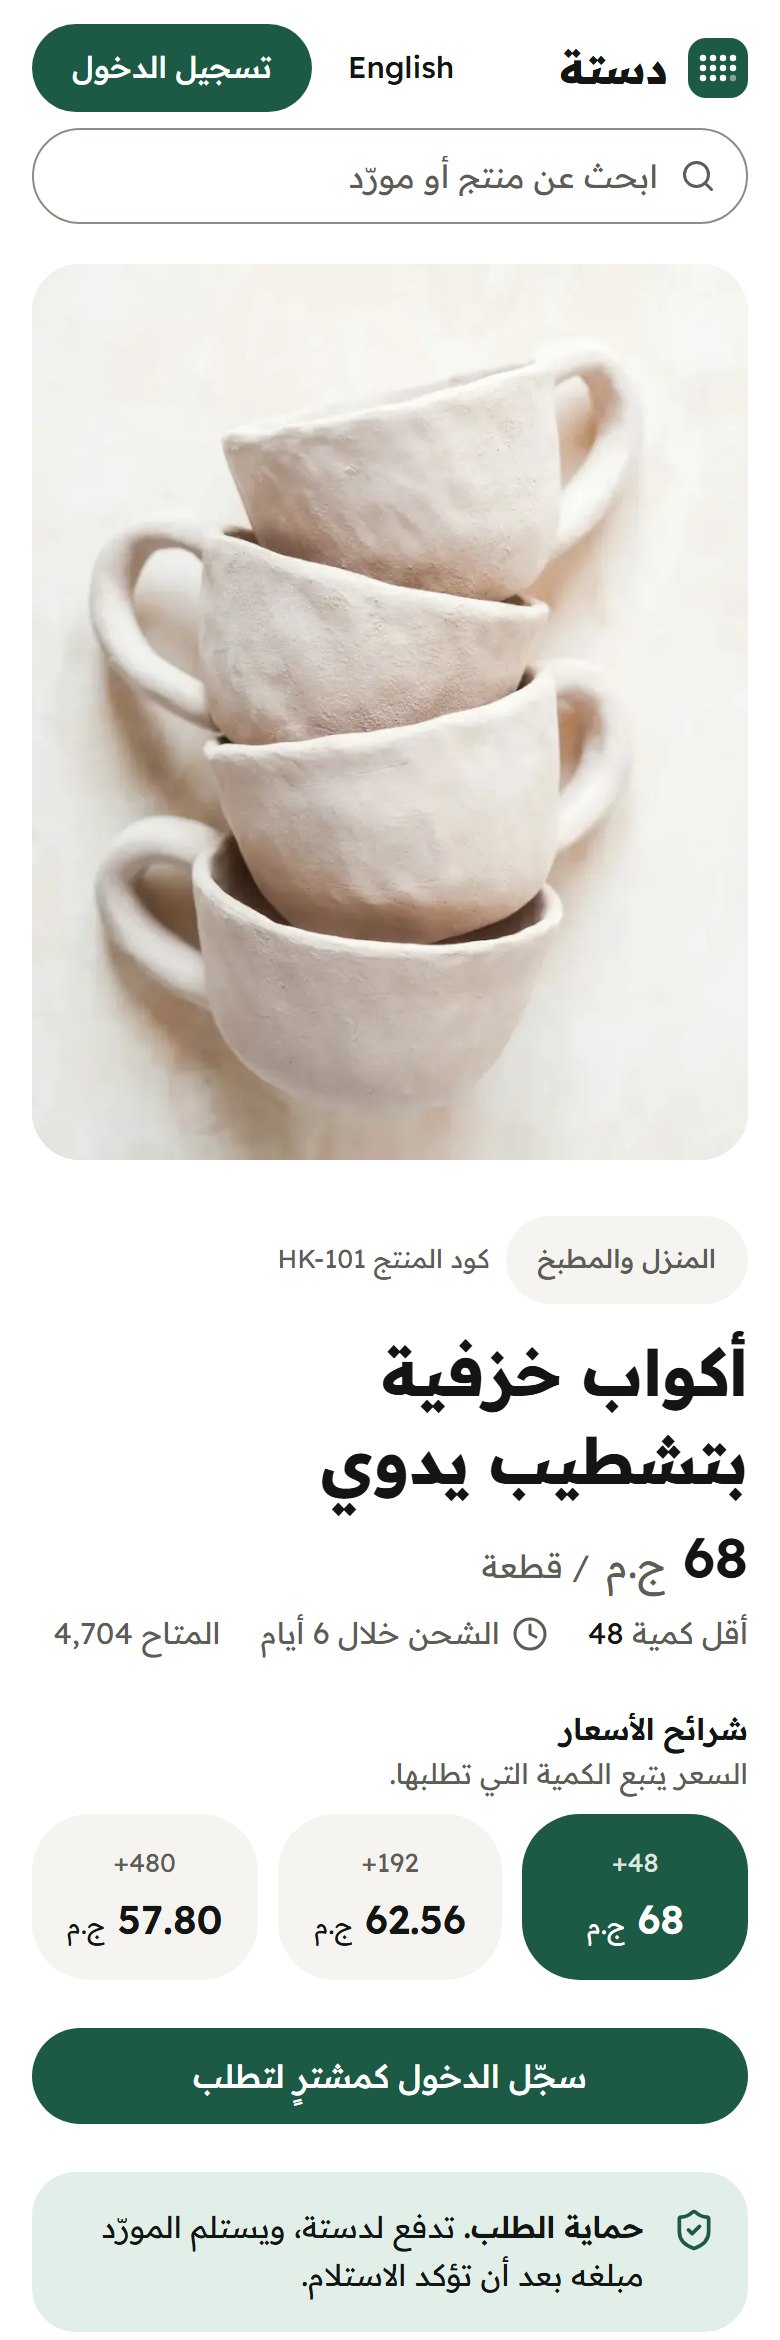 دستة
English
تسجيل الدخول
ابحث عن منتج أو مورّد
المنزل والمطبخ
كود المنتج HK-101
أكواب خزفية
بتشطيب يدوي
68 ج.م / قطعة
أقل كمية 48
الشحن خلال 6 أيام
المتاح 4,704
شرائح الأسعار
السعر يتبع الكمية التي تطلبها.
48+
68 ج.م
192+
62.56 ج.م
480+
57.80 ج.م
سجّل الدخول كمشترٍ لتطلب
حماية الطلب. تدفع لدستة، ويستلم المورّد
مبلغه بعد أن تؤكد الاستلام.